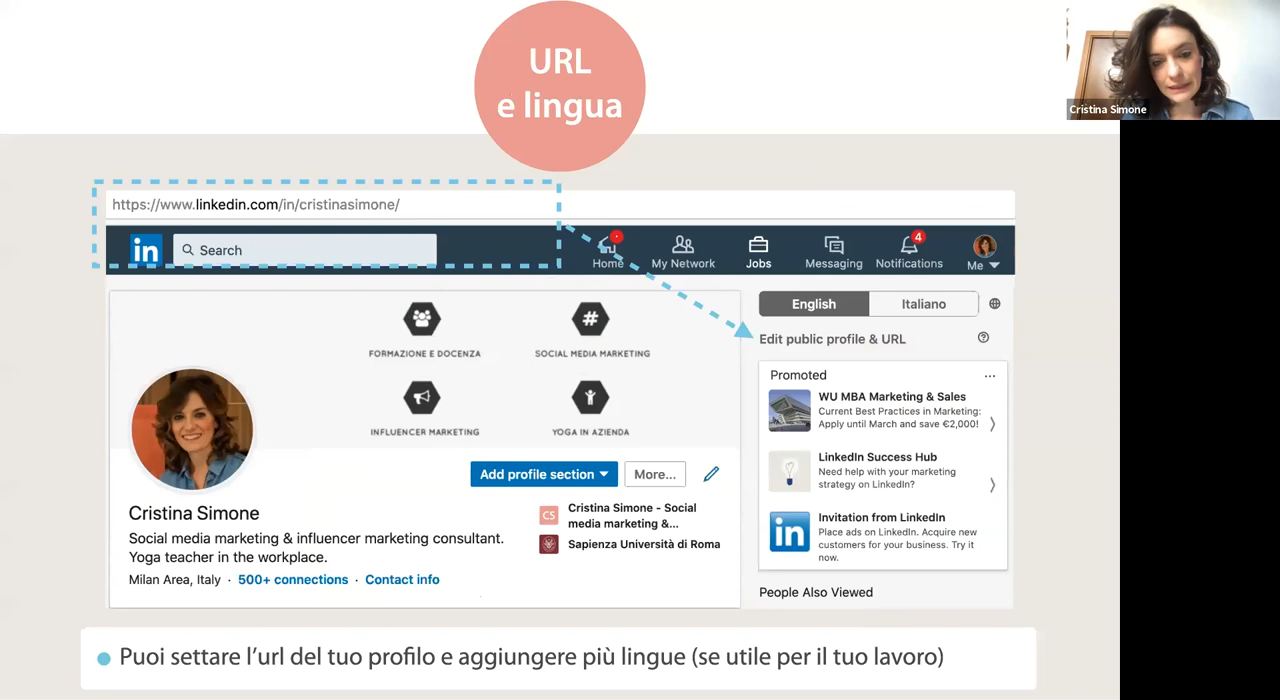 URL
e lingua
Cristina Simone
https://www.linkedin.com/in/cristinasimone/
in
Search
Home
My Network
Jobs
Messaging
4
Notifications
Me
English
Italiano
Edit public profile & URL
?
FORMAZIONE E DOCENZA
#
SOCIAL MEDIA MARKETING
INFLUENCER MARKETING
YOGA IN AZIENDA
Promoted
...
WU MBA Marketing & Sales
Current Best Practices in Marketing:
Apply until March and save €2,000!
LinkedIn Success Hub
Need help with your marketing
strategy on LinkedIn?
in
Invitation from LinkedIn
Place ads on LinkedIn. Acquire new
customers for your business. Try it
now.
People Also Viewed
Add profile section
More...
Cristina Simone
Social media marketing & influencer marketing consultant.
Yoga teacher in the workplace.
Milan Area, Italy · 500+ connections · Contact info
CS
Cristina Simone - Social
media marketing &...
Sapienza Università di Roma
Puoi settare l’url del tuo profilo e aggiungere più lingue (se utile per il tuo lavoro)